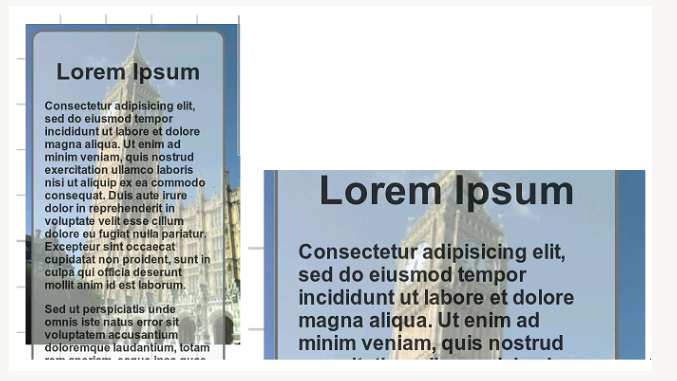 Lorem Ipsum
Consectetur adipisicing elit,
sed do eiusmod tempor
incididunt ut labore et dolore
magna aliqua. Ut enim ad
minim veniam, quis nostrud
exercitation ullamco laboris
nisi ut aliquip ex ea commodo
consequat. Duis aute irure
dolor in reprehenderit in
voluptate velit esse cillum
dolore eu fugiat nulla pariatur.
Excepteur sint occaecat
cupidatat non proident, sunt in
culpa qui officia deserunt
mollit anim id est laborum.
Sed ut perspiciatis unde
omnis iste natus error sit
voluptatem accusantium
doloremque laudantium, totam
Lorem Ipsum
Consectetur adipisicing elit,
sed do eiusmod tempor
incididunt ut labore et dolore
magna aliqua. Ut enim ad
minim veniam, quis nostrud